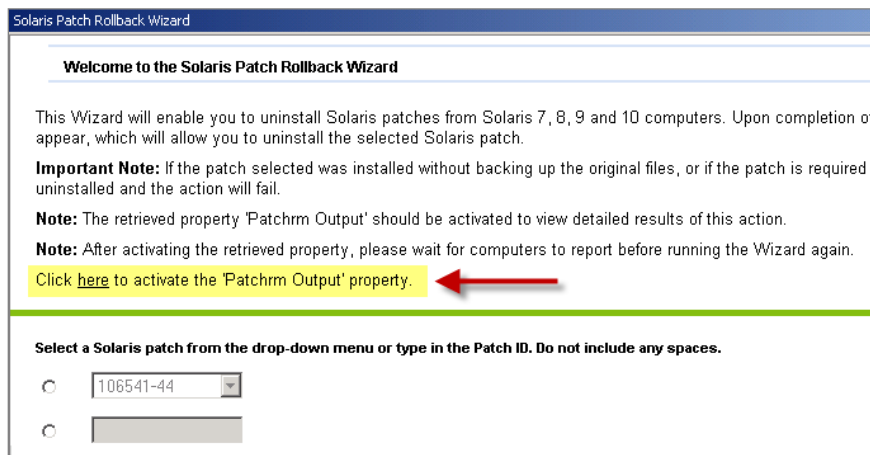 Solaris Patch Rollback Wizard
Welcome to the Solaris Patch Rollback Wizard
This Wizard will enable you to uninstall Solaris patches from Solaris 7, 8, 9 and 10 computers. Upon completion o
appear, which will allow you to uninstall the selected Solaris patch.
Important Note: If the patch selected was installed without backing up the original files, or if the patch is required
uninstalled and the action will fail.
Note: The retrieved property 'Patchrm Output' should be activated to view detailed results of this action.
Note: After activating the retrieved property, please wait for computers to report before running the Wizard again.
Click here to activate the 'Patchrm Output' property.
Select a Solaris patch from the drop-down menu or type in the Patch ID. Do not include any spaces.
106541-44